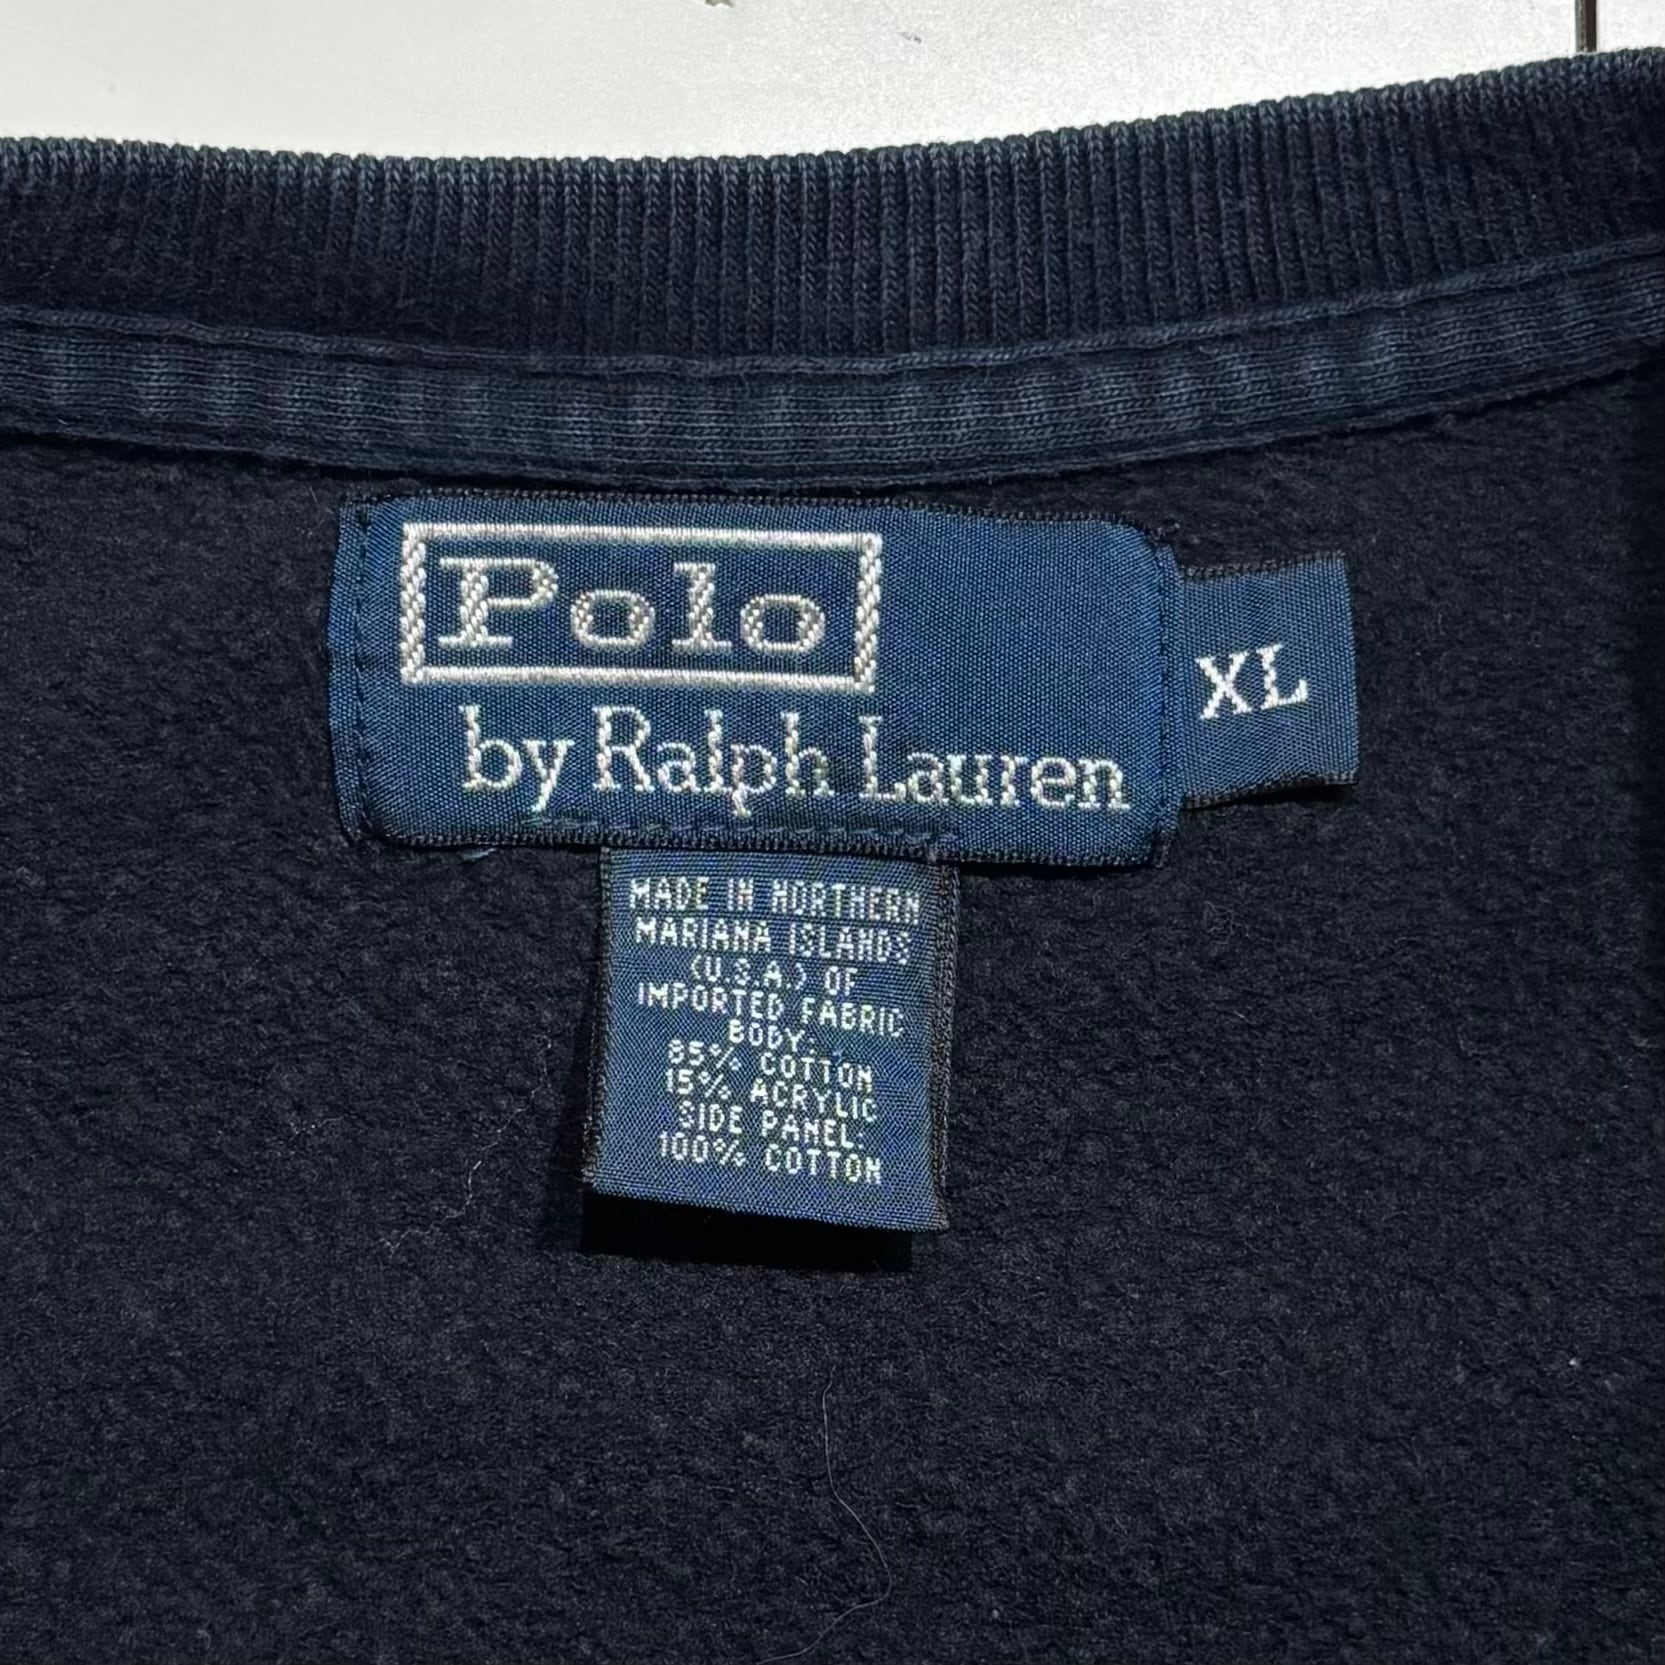 Polo
by Ralph Lauren
XL
MADE IN NORTHERN
MARIANA ISLANDS
(U.S.A.) OF
IMPORTED FABRIC
BODY:
85% COTTON
15% ACRYLIC
SIDE PANEL:
100% COTTON